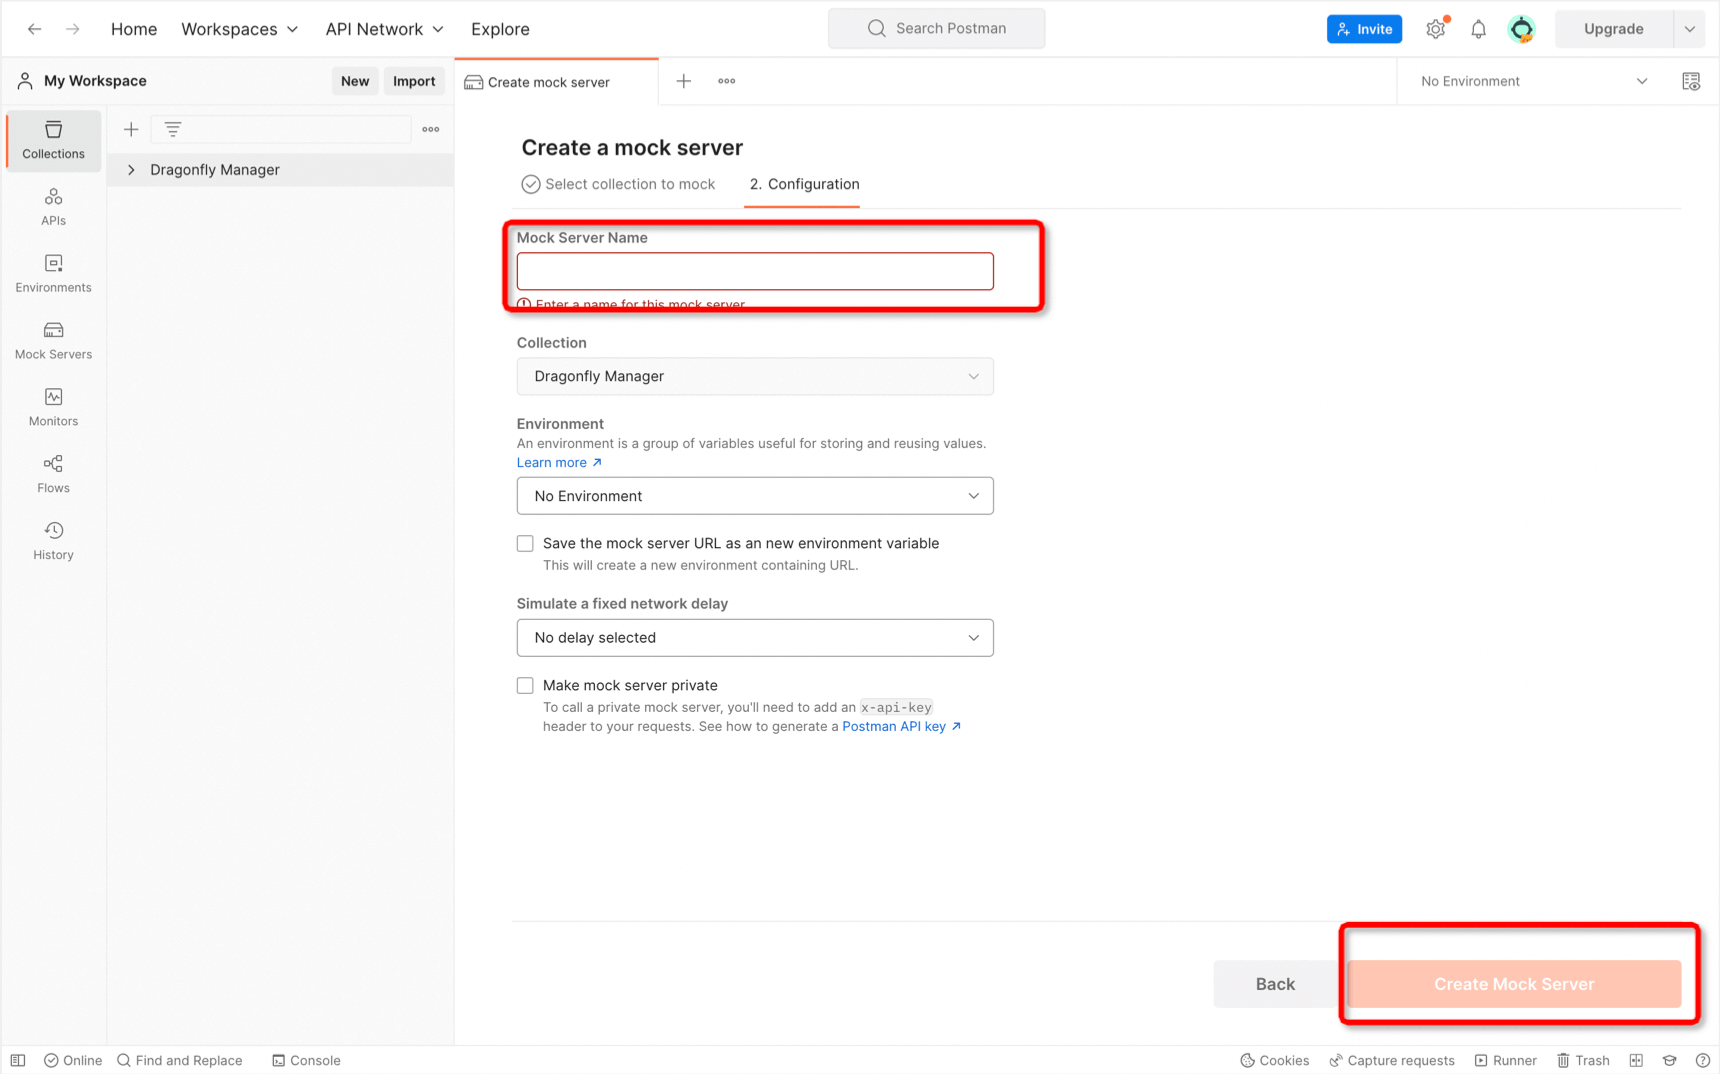 Home Workspaces API Network Explore Search Postman Invite Upgrade
My Workspace New Import Create mock server No Environment
Collections
Dragonfly Manager
APIs
Environments
Mock Servers
Monitors
Flows
History
Create a mock server
Select collection to mock 2. Configuration
Mock Server Name
Enter a name for this mock server
Collection
Dragonfly Manager
Environment
An environment is a group of variables useful for storing and reusing values.
Learn more ↗
No Environment
Save the mock server URL as an new environment variable
This will create a new environment containing URL.
Simulate a fixed network delay
No delay selected
Make mock server private
To call a private mock server, you'll need to add an x-api-key
header to your requests. See how to generate a Postman API key ↗
Back Create Mock Server
Online Find and Replace Console Cookies Capture requests Runner Trash